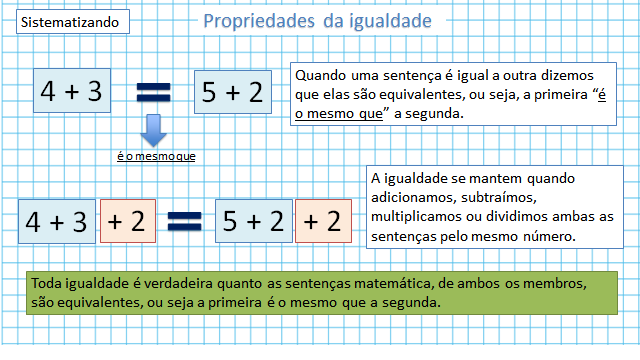 Sistematizando
Propriedades da igualdade
4 + 3 = 5 + 2
é o mesmo que
Quando uma sentença é igual a outra dizemos
que elas são equivalentes, ou seja, a primeira “é
o mesmo que” a segunda.
4 + 3 + 2 = 5 + 2 + 2
A igualdade se mantem quando
adicionamos, subtraímos,
multiplicamos ou dividimos ambas as
sentenças pelo mesmo número.
Toda igualdade é verdadeira quanto as sentenças matemática, de ambos os membros,
são equivalentes, ou seja a primeira é o mesmo que a segunda.